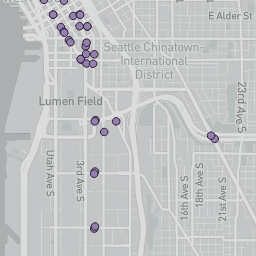 E Alder St
Seattle Chinatown-
International
District
Lumen Field
23rd Ave S
Utah Ave S
3rd Ave S
16th Ave S
18th Ave S
21st Ave S